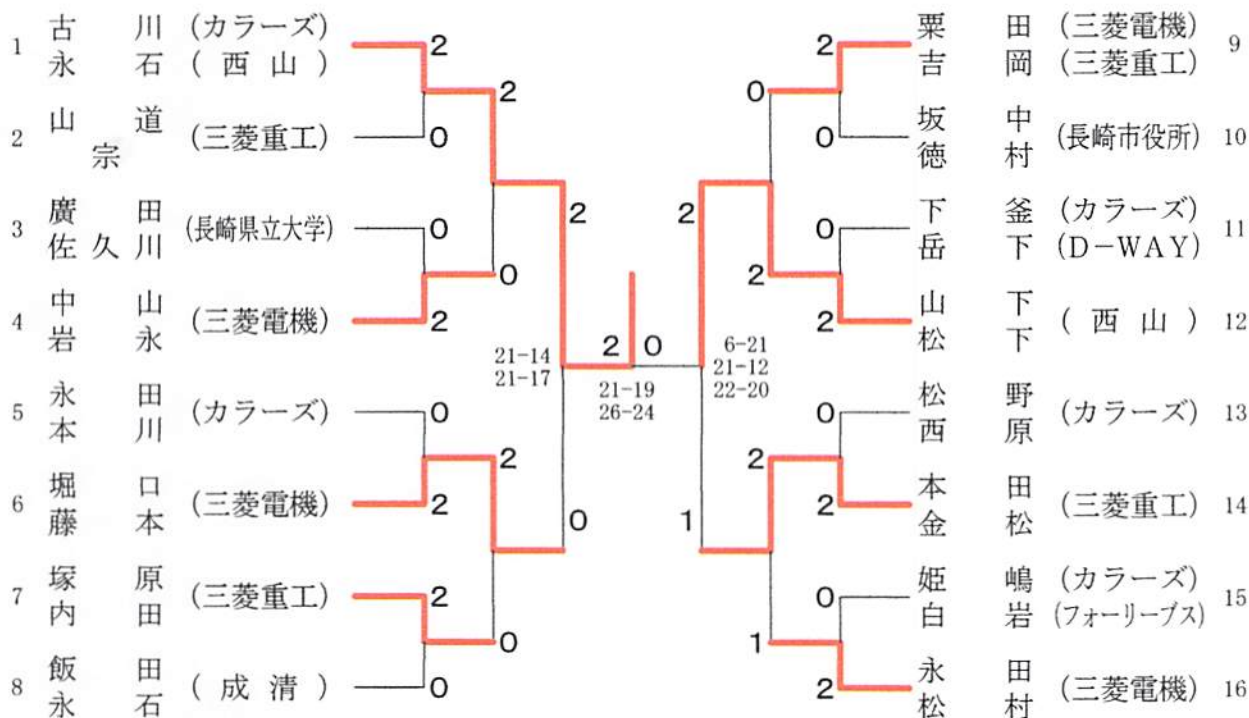 1 古川 (カラーズ)
永石 (西山)
2 山道 (三菱重工)
宗
3 廣田 (長崎県立大学)
佐久川
4 中山 (三菱電機)
岩永
5 永田 (カラーズ)
本川
6 堀口 (三菱電機)
藤本
7 塚原 (三菱重工)
内田
8 飯田 (成清)
永石
2
0
0
2
0
2
2
0
2
0
2
0
2
0
21-14
21-17
2 0
21-19
26-24
2
1
6-21
21-12
22-20
0
2
2
1
2
0
0
2
0
2
0
2
粟田 (三菱電機) 9
吉岡 (三菱重工)
坂中 (長崎市役所) 10
徳村
下釜 (カラーズ) 11
岳下 (D-WAY)
山下 (西山) 12
松下
松野 (カラーズ) 13
西原
本田 (三菱重工) 14
金松
姫嶋 (カラーズ) 15
白岩 (フォーリーブス)
永田 (三菱電機) 16
松村